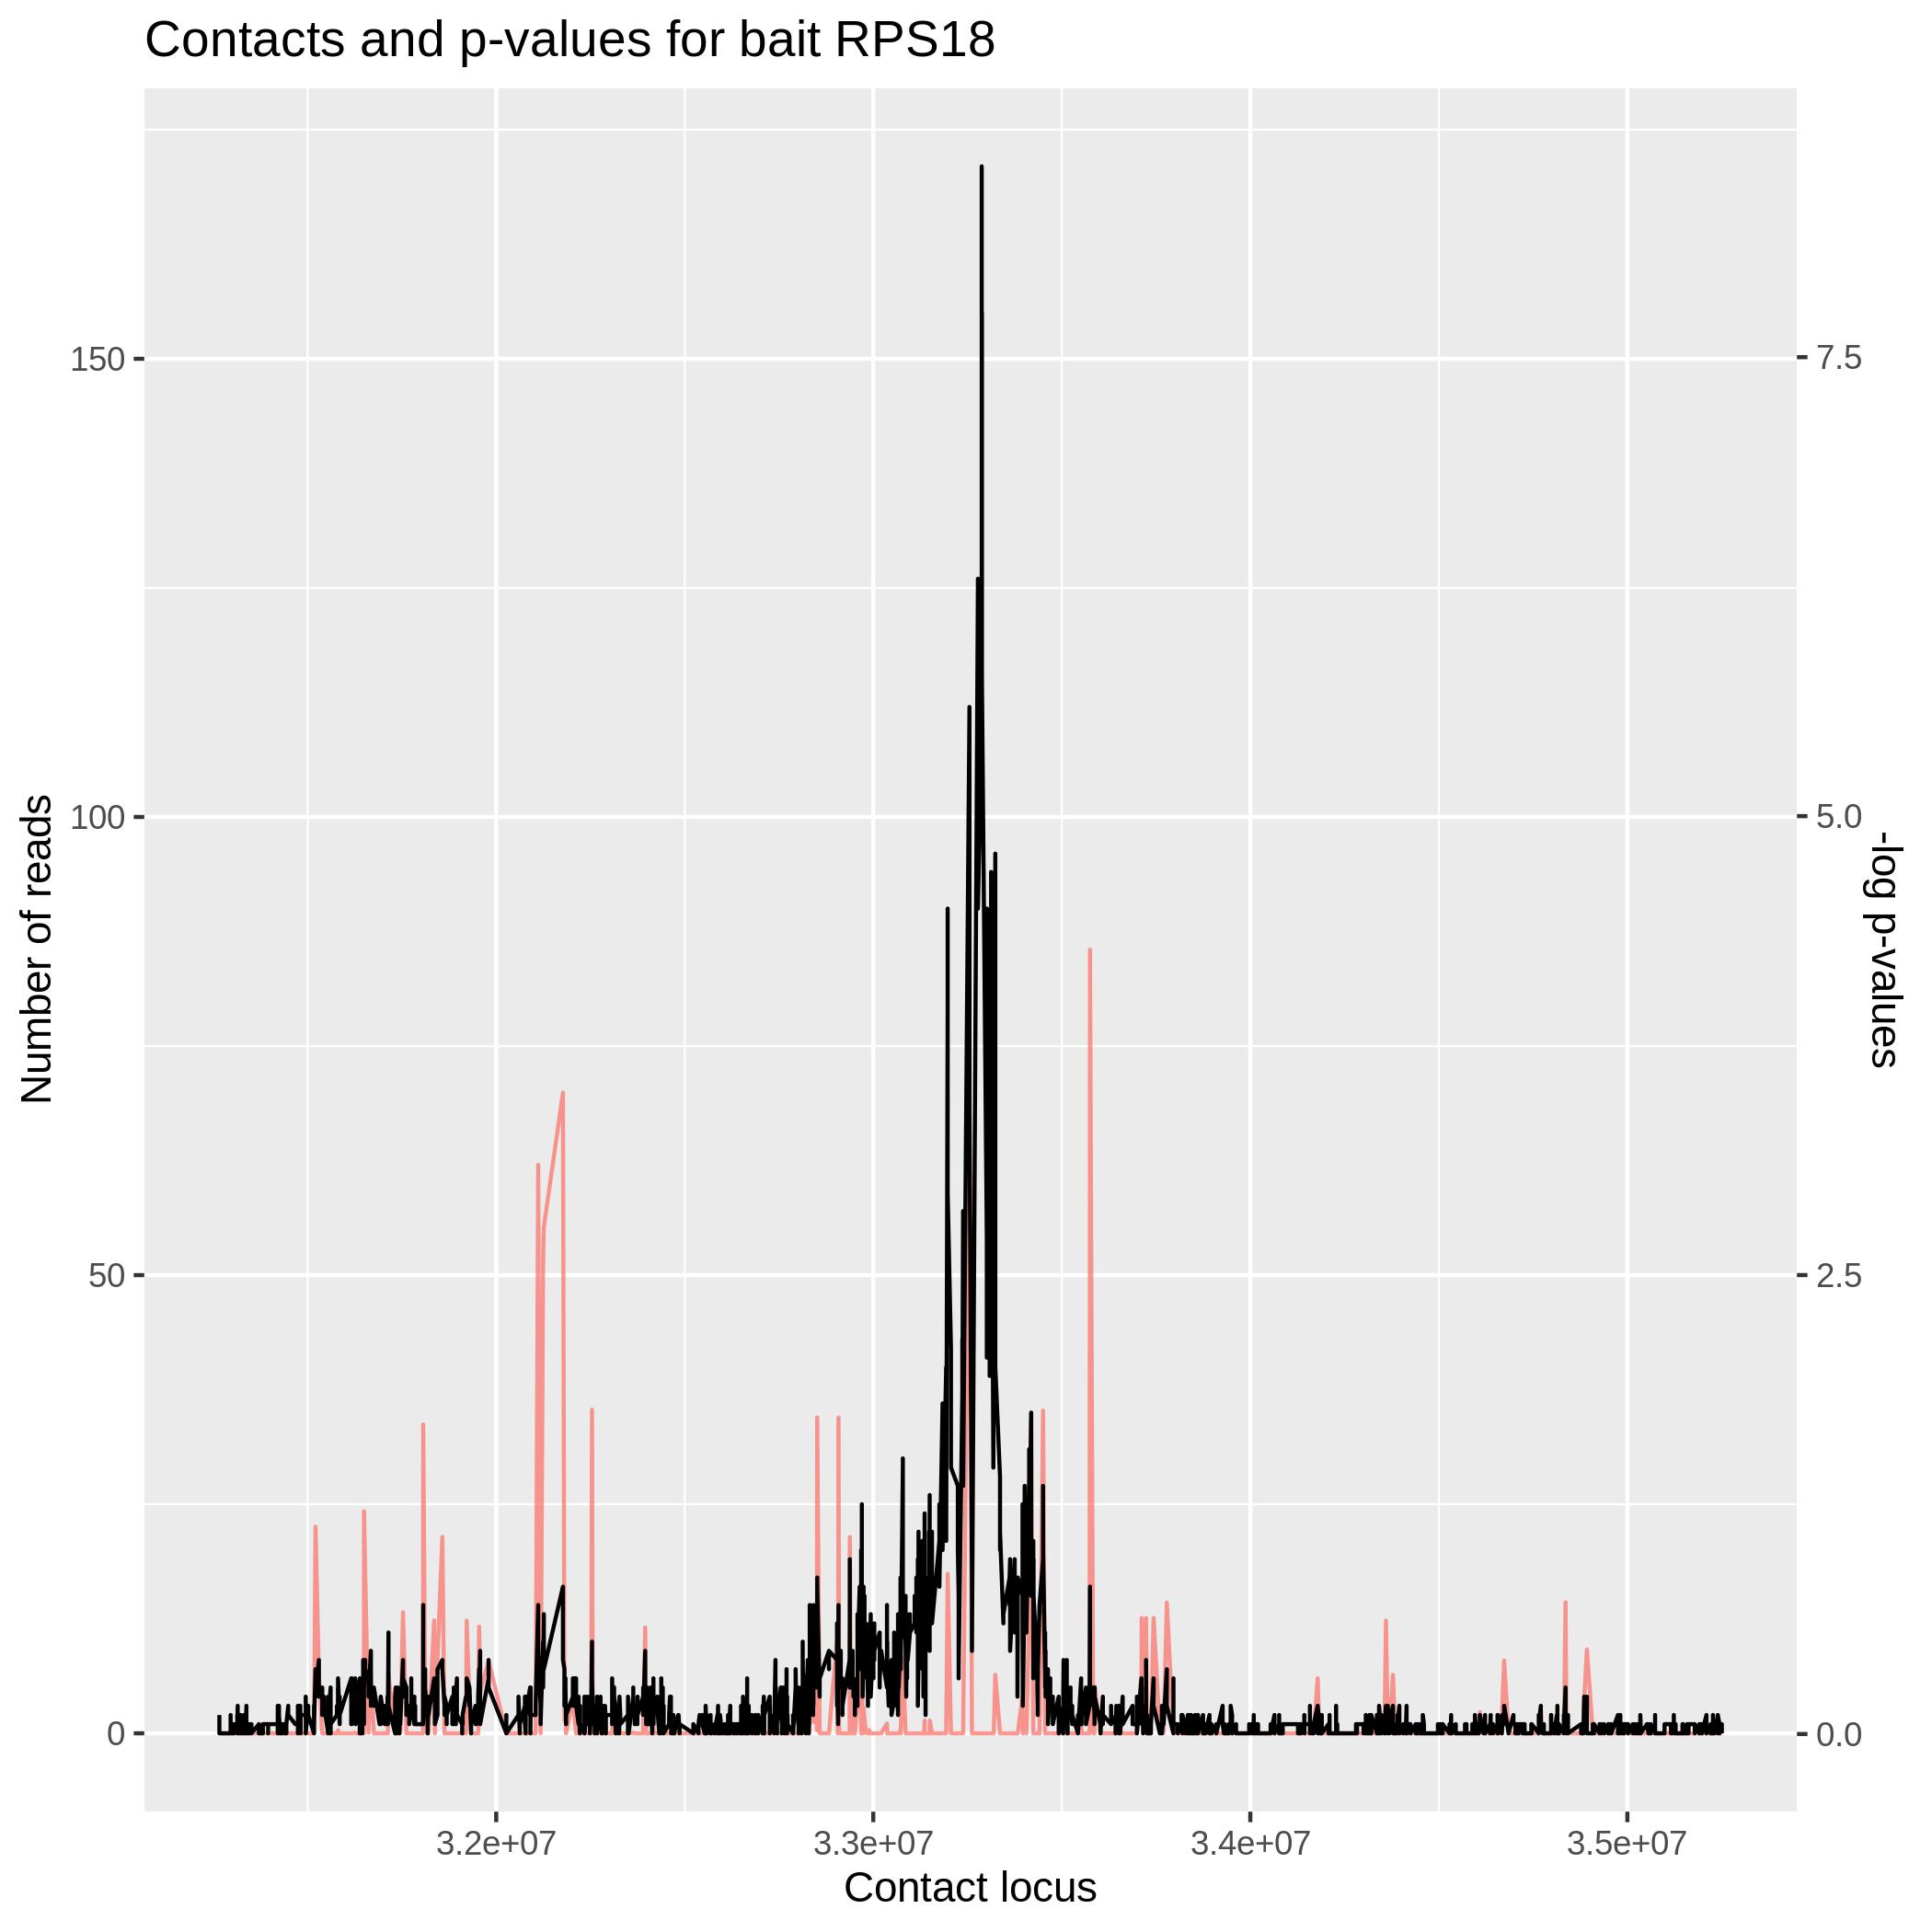 Contacts and p-values for bait RPS18
150
100
50
0
7.5
5.0
2.5
0.0
Number of reads
-log p-values
3.2e+07
3.3e+07
3.4e+07
3.5e+07
Contact locus